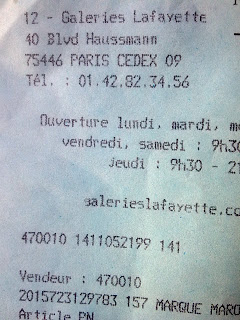 12 - Galeries Lafayette
40 Blvd Haussmann
75446 PARIS CEDEX 09
Tél. : 01.42.82.34.56
Ouverture lundi, mardi, me
vendredi, samedi : 9h30
jeudi : 9h30 - 21
galerieslafayette.co
470010 1411052199 141
Vendeur : 470010
2015723129783 157 MARQUE MARO
Article PN